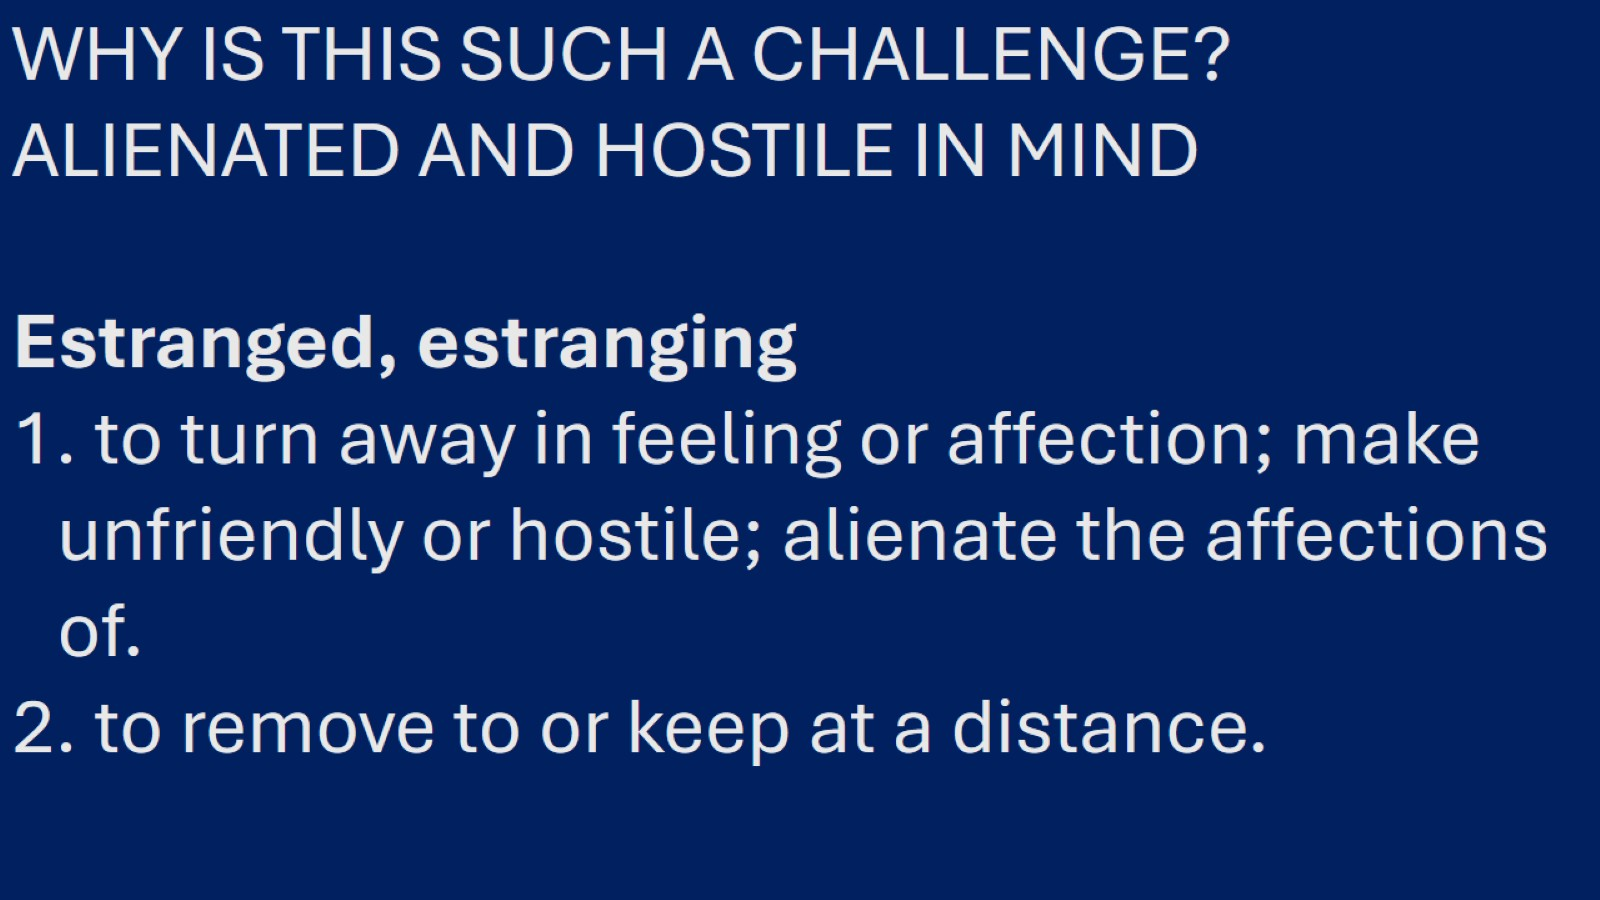 WHY IS THIS SUCH A CHALLENGE?
ALIENATED AND HOSTILE IN MIND
Estranged, estranging
1. to turn away in feeling or affection; make
unfriendly or hostile; alienate the affections
of.
2. to remove to or keep at a distance.